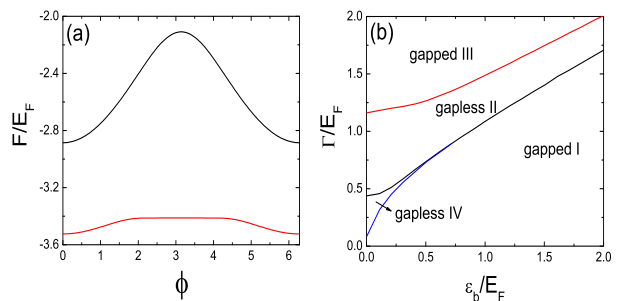 (a)
-2.0
-2.4
-2.8
-3.2
-3.6
F/E_F
0 1 2 3 4 5 6
ϕ
(b)
2.0
1.5
1.0
0.5
0.0
Γ/E_F
gapped III
gapless II
gapped I
gapless IV
0.0 0.5 1.0 1.5 2.0
ε_b/E_F